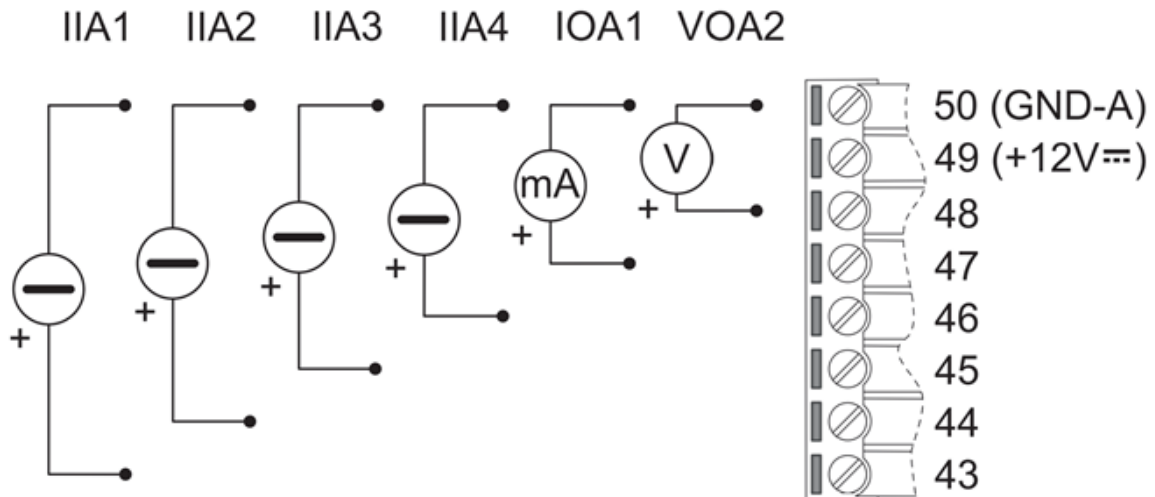 IIA1 IIA2 IIA3 IIA4 IOA1 VOA2
50 (GND-A)
49 (+12V⎓)
48
47
46
45
44
43
V
mA
+
+
+
+
+
+